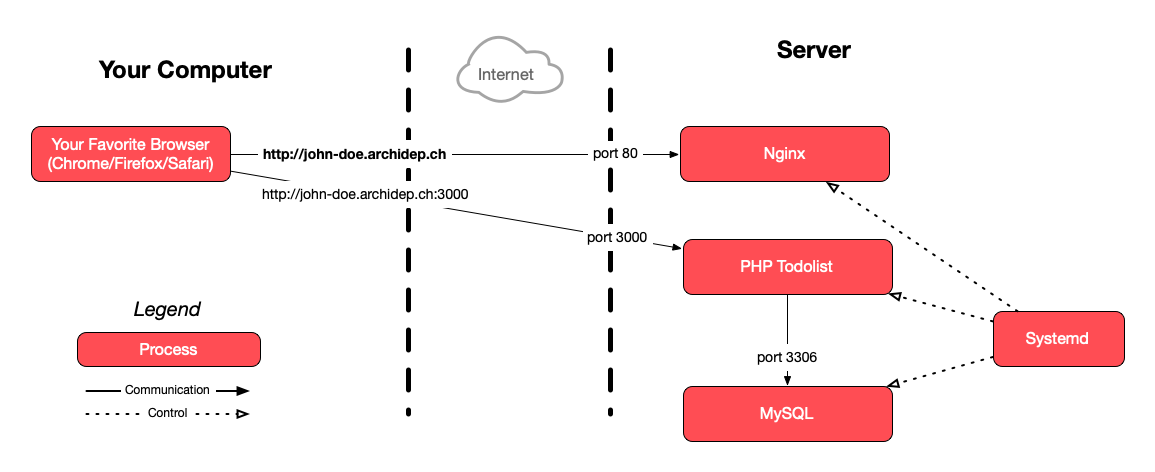 Your Computer
Internet
Server
Your Favorite Browser
(Chrome/Firefox/Safari)
http://john-doe.archidep.ch
port 80
Nginx
http://john-doe.archidep.ch:3000
port 3000
PHP Todolist
Legend
Process
Communication
Control
port 3306
MySQL
Systemd